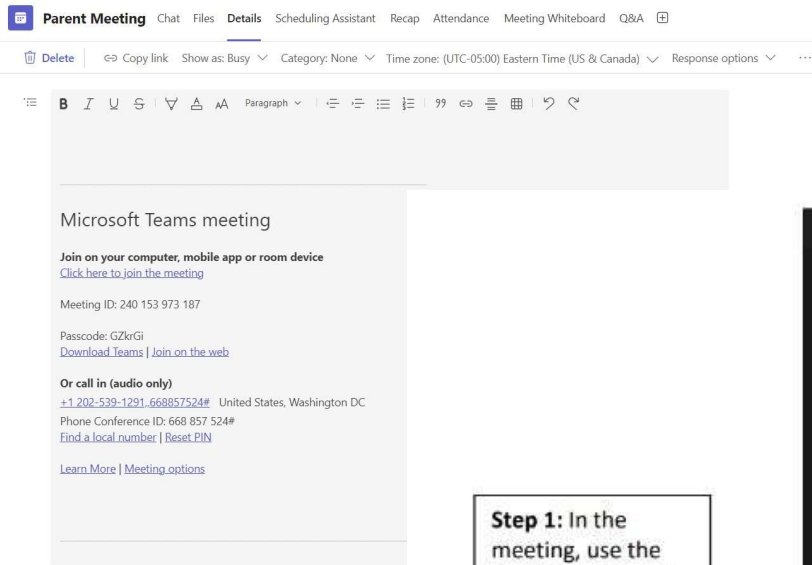 Parent Meeting Chat Files Details Scheduling Assistant Recap Attendance Meeting Whiteboard Q&A
Delete Copy link Show as: Busy Category: None Time zone: (UTC-05:00) Eastern Time (US & Canada) Response options ...
B I U S A AA Paragraph
Microsoft Teams meeting
Join on your computer, mobile app or room device
Click here to join the meeting
Meeting ID: 240 153 973 187
Passcode: GZkrGi
Download Teams | Join on the web
Or call in (audio only)
+1 202-539-1291,,668857524# United States, Washington DC
Phone Conference ID: 668 857 524#
Find a local number | Reset PIN
Learn More | Meeting options
Step 1: In the
meeting, use the